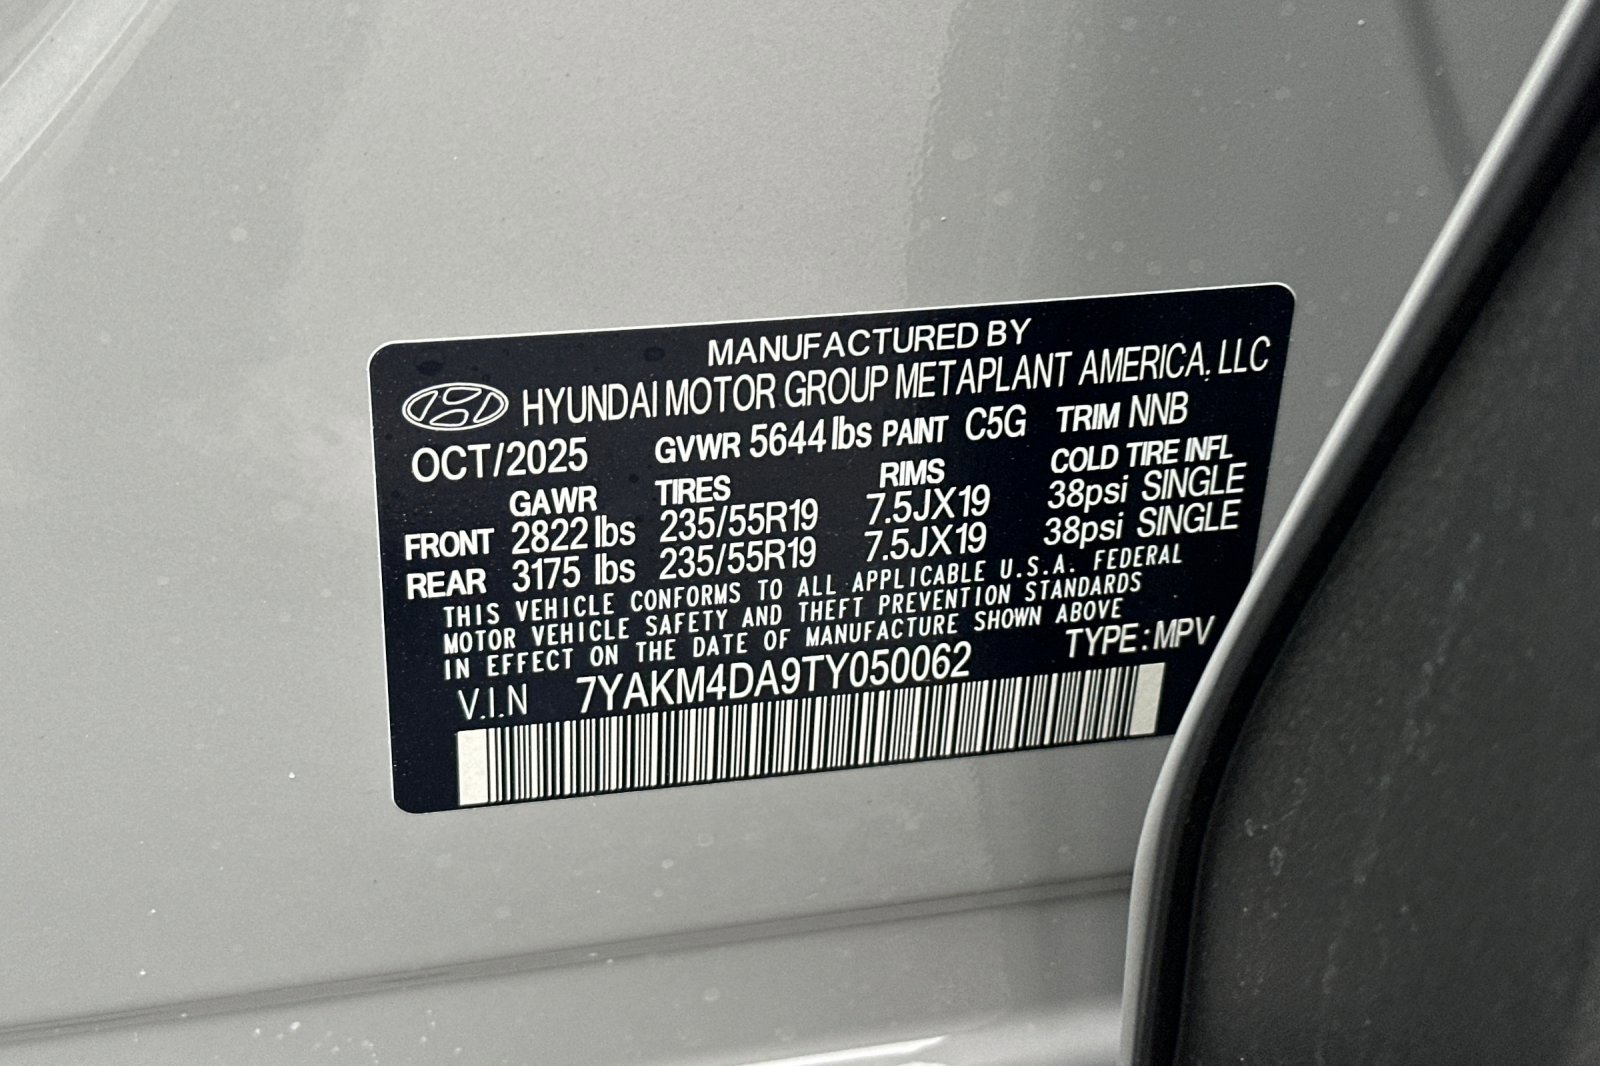 MANUFACTURED BY
HYUNDAI MOTOR GROUP METAPLANT AMERICA, LLC
OCT/2025 GVWR 5644 lbs PAINT C5G TRIM NNB
GAWR TIRES RIMS COLD TIRE INFL
FRONT 2822 lbs 235/55R19 7.5JX19 38psi SINGLE
REAR 3175 lbs 235/55R19 7.5JX19 38psi SINGLE
THIS VEHICLE CONFORMS TO ALL APPLICABLE U.S.A. FEDERAL
MOTOR VEHICLE SAFETY AND THEFT PREVENTION STANDARDS
IN EFFECT ON THE DATE OF MANUFACTURE SHOWN ABOVE
V.I.N 7YAKM4DA9TY050062 TYPE: MPV